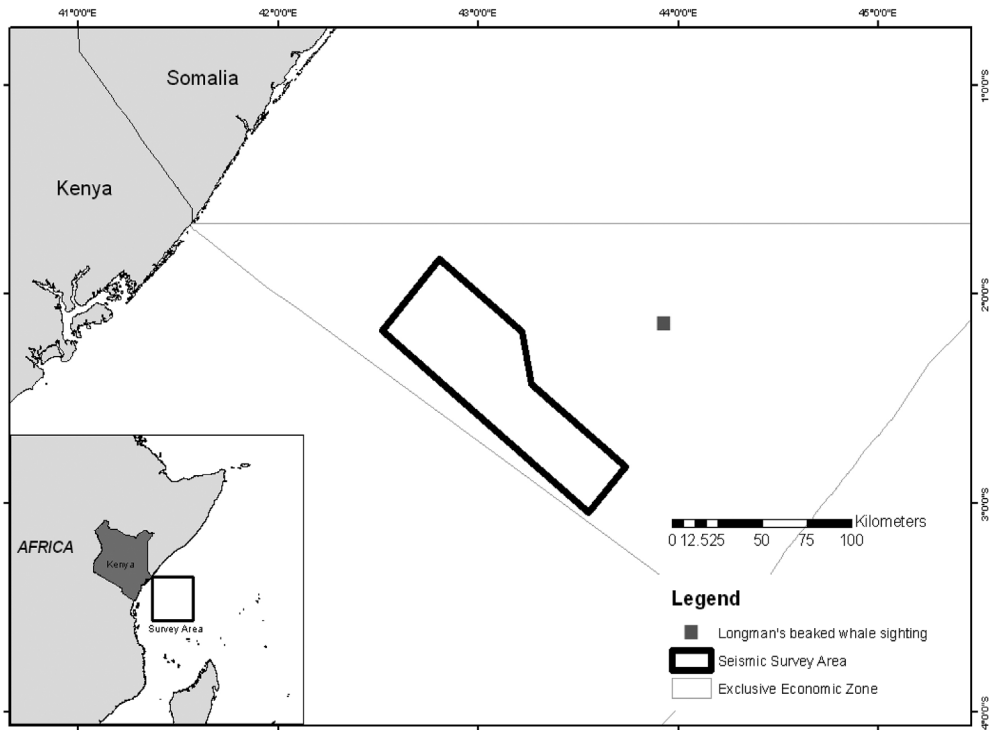 41°0'0"E 42°0'0"E 43°0'0"E 44°0'0"E 45°0'0"E
Somalia
1°0'0"S
Kenya
2°0'0"S
3°0'0"S
Kilometers
0 12.525 50 75 100
AFRICA
Kenya
Survey Area
Legend
Longman's beaked whale sighting
Seismic Survey Area
Exclusive Economic Zone
4°0'0"S